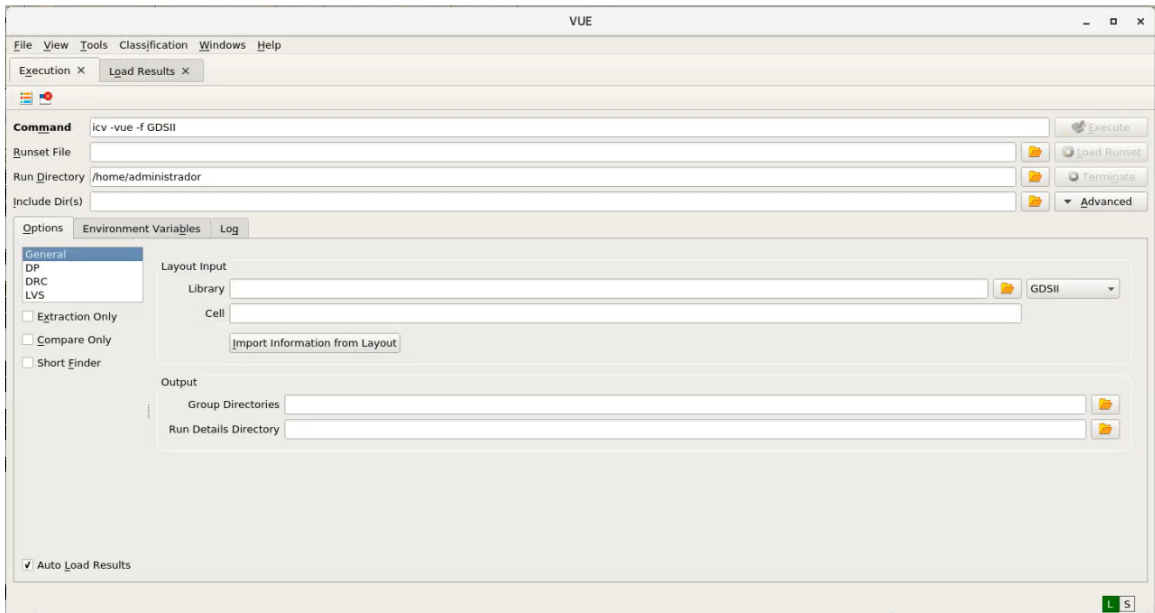 VUE
File View Tools Classification Windows Help
Execution Load Results
Command icv -vue -f GDSII Execute
Runset File Load Runset
Run Directory /home/administrador Terminate
Include Dir(s) Advanced
Options Environment Variables Log
General
DP
DRC
LVS
Extraction Only
Compare Only
Short Finder
Layout Input
Library GDSII
Cell
Import Information from Layout
Output
Group Directories
Run Details Directory
Auto Load Results
L S